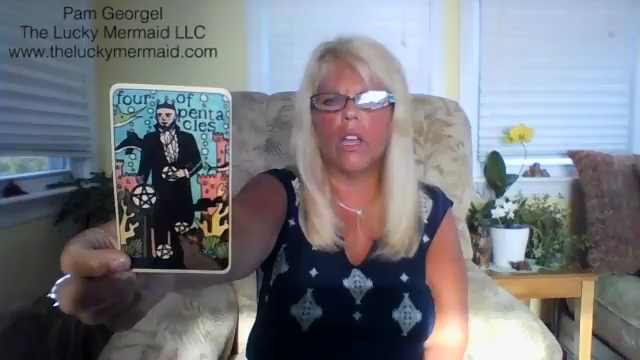 Pam Georgel
The Lucky Mermaid LLC
www.theluckymermaid.com
four of
penta
cles